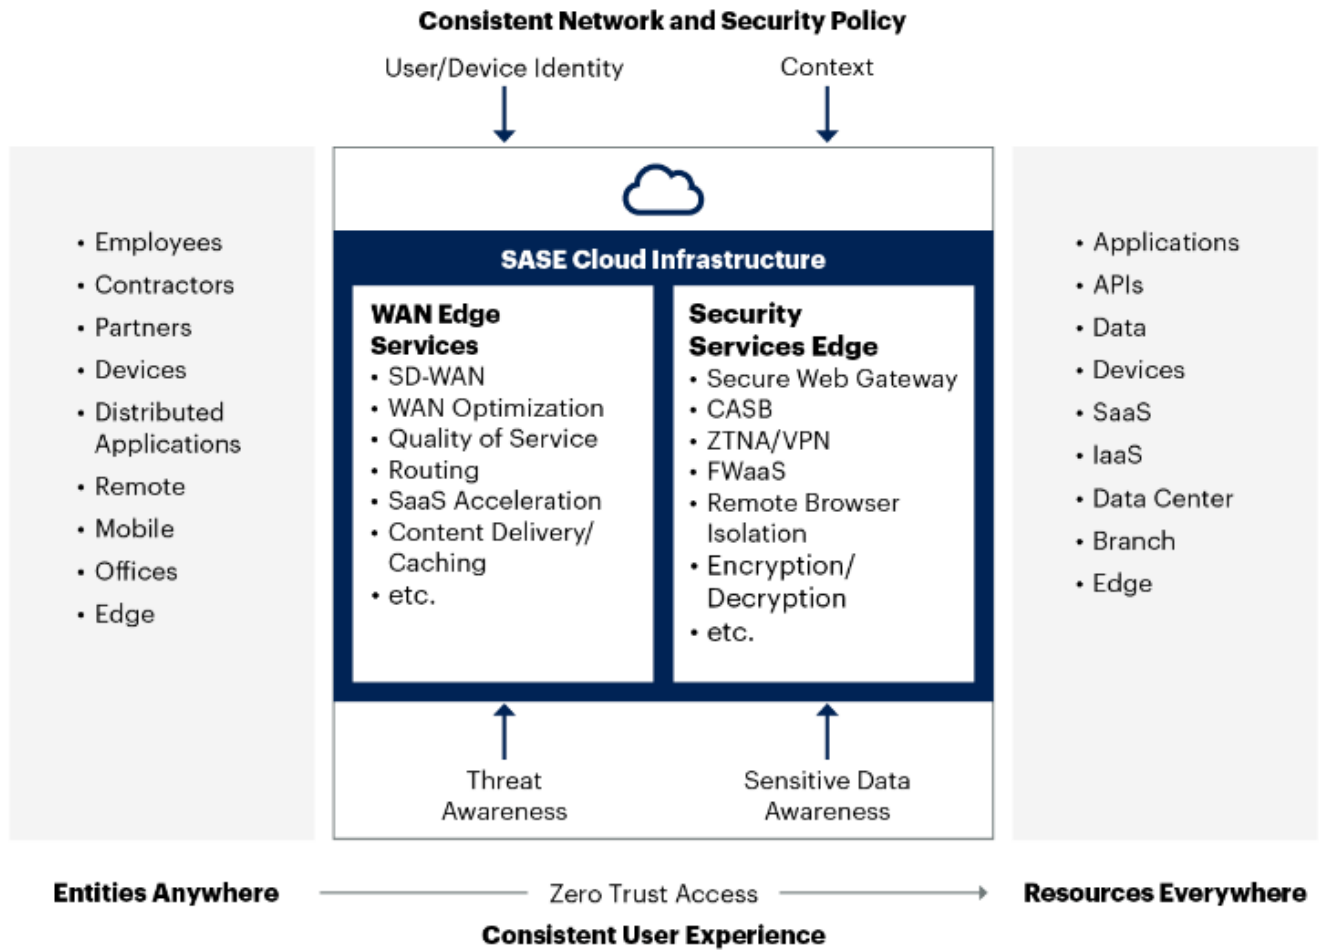 Consistent Network and Security Policy
User/Device Identity
Context
• Employees
• Contractors
• Partners
• Devices
• Distributed
Applications
• Remote
• Mobile
• Offices
• Edge
SASE Cloud Infrastructure
WAN Edge
Services
• SD-WAN
• WAN Optimization
• Quality of Service
• Routing
• SaaS Acceleration
• Content Delivery/
Caching
• etc.
Security
Services Edge
• Secure Web Gateway
• CASB
• ZTNA/VPN
• FWaaS
• Remote Browser
Isolation
• Encryption/
Decryption
• etc.
Threat
Awareness
Sensitive Data
Awareness
• Applications
• APIs
• Data
• Devices
• SaaS
• IaaS
• Data Center
• Branch
• Edge
Entities Anywhere
Zero Trust Access
Resources Everywhere
Consistent User Experience